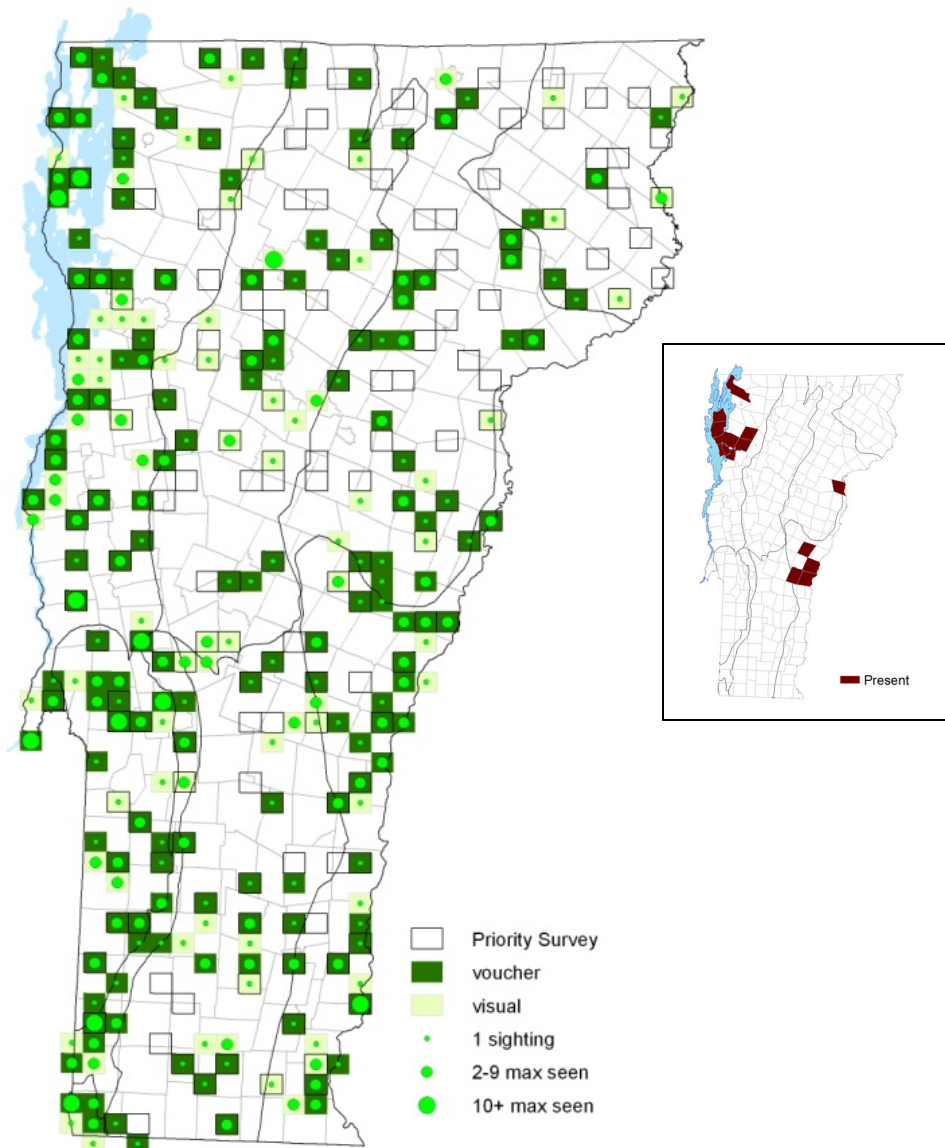 Present
Priority Survey
voucher
visual
1 sighting
2-9 max seen
10+ max seen